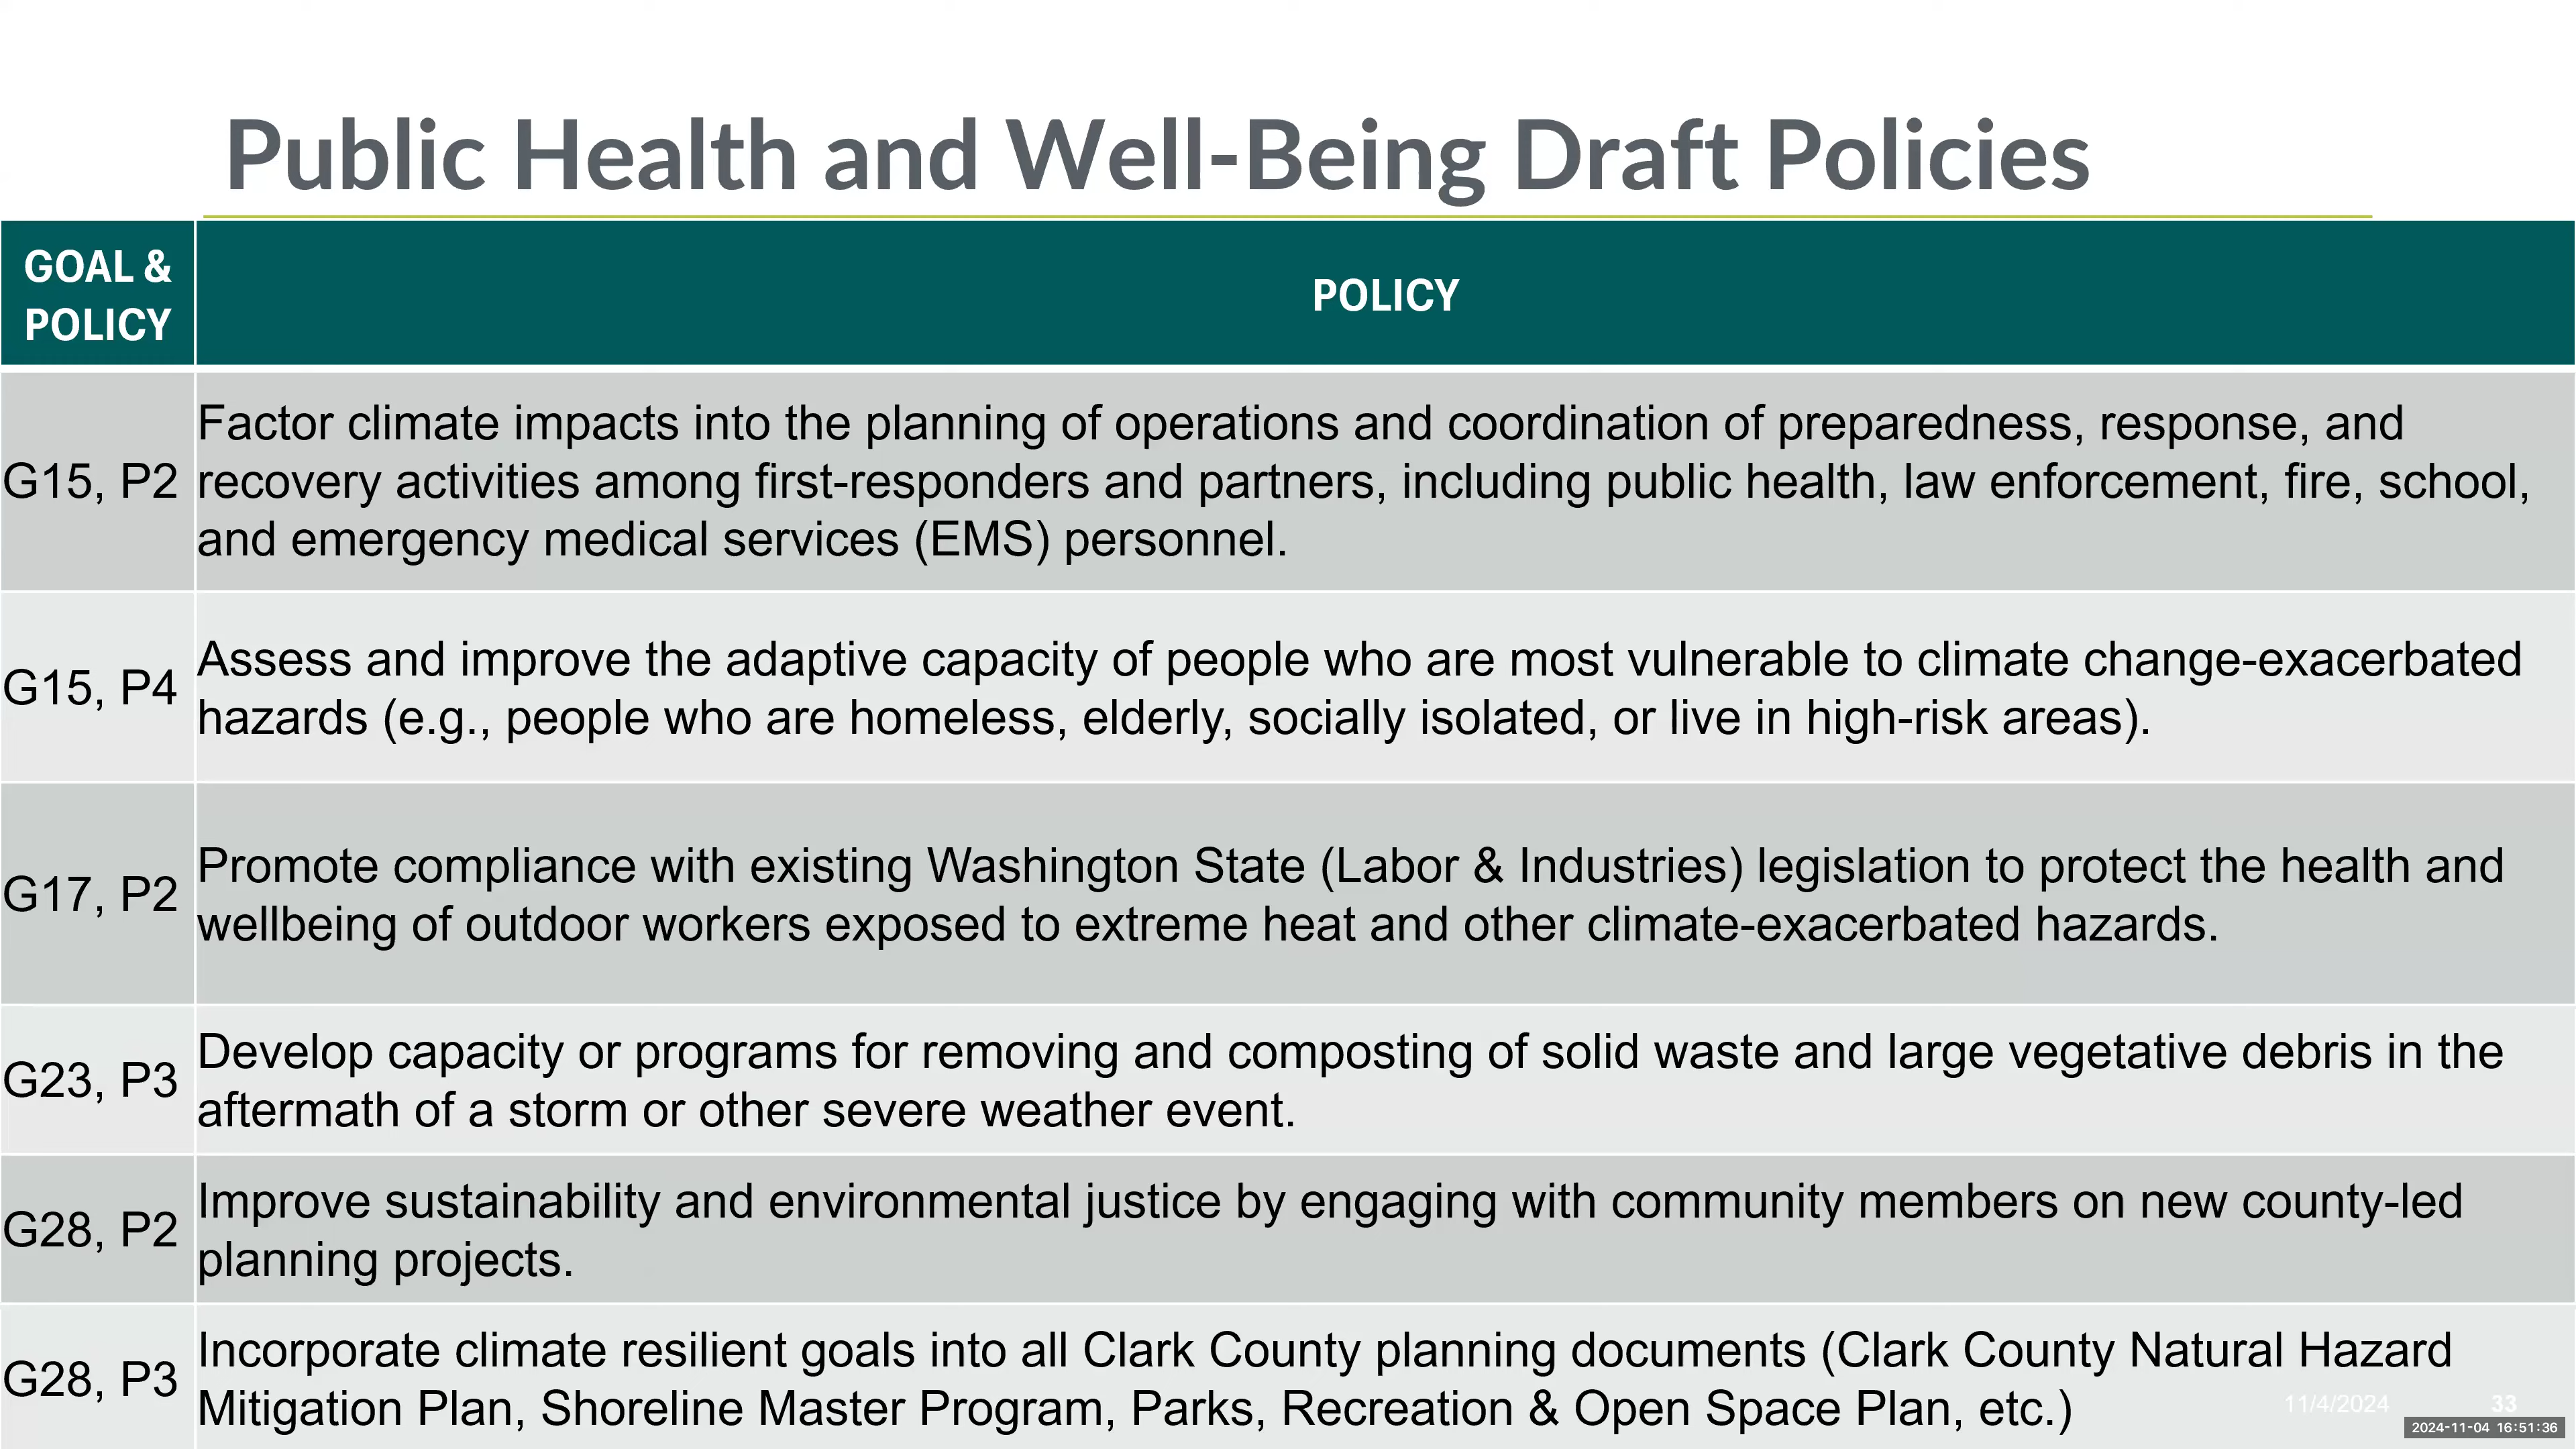 Public Health and Well-Being Draft Policies
GOAL &
POLICY
POLICY
G15, P2
Factor climate impacts into the planning of operations and coordination of preparedness, response, and
recovery activities among first-responders and partners, including public health, law enforcement, fire, school,
and emergency medical services (EMS) personnel.
G15, P4
Assess and improve the adaptive capacity of people who are most vulnerable to climate change-exacerbated
hazards (e.g., people who are homeless, elderly, socially isolated, or live in high-risk areas).
G17, P2
Promote compliance with existing Washington State (Labor & Industries) legislation to protect the health and
wellbeing of outdoor workers exposed to extreme heat and other climate-exacerbated hazards.
G23, P3
Develop capacity or programs for removing and composting of solid waste and large vegetative debris in the
aftermath of a storm or other severe weather event.
G28, P2
Improve sustainability and environmental justice by engaging with community members on new county-led
planning projects.
G28, P3
Incorporate climate resilient goals into all Clark County planning documents (Clark County Natural Hazard
Mitigation Plan, Shoreline Master Program, Parks, Recreation & Open Space Plan, etc.)
11/4/2024
33
2024-11-04 16:51:36